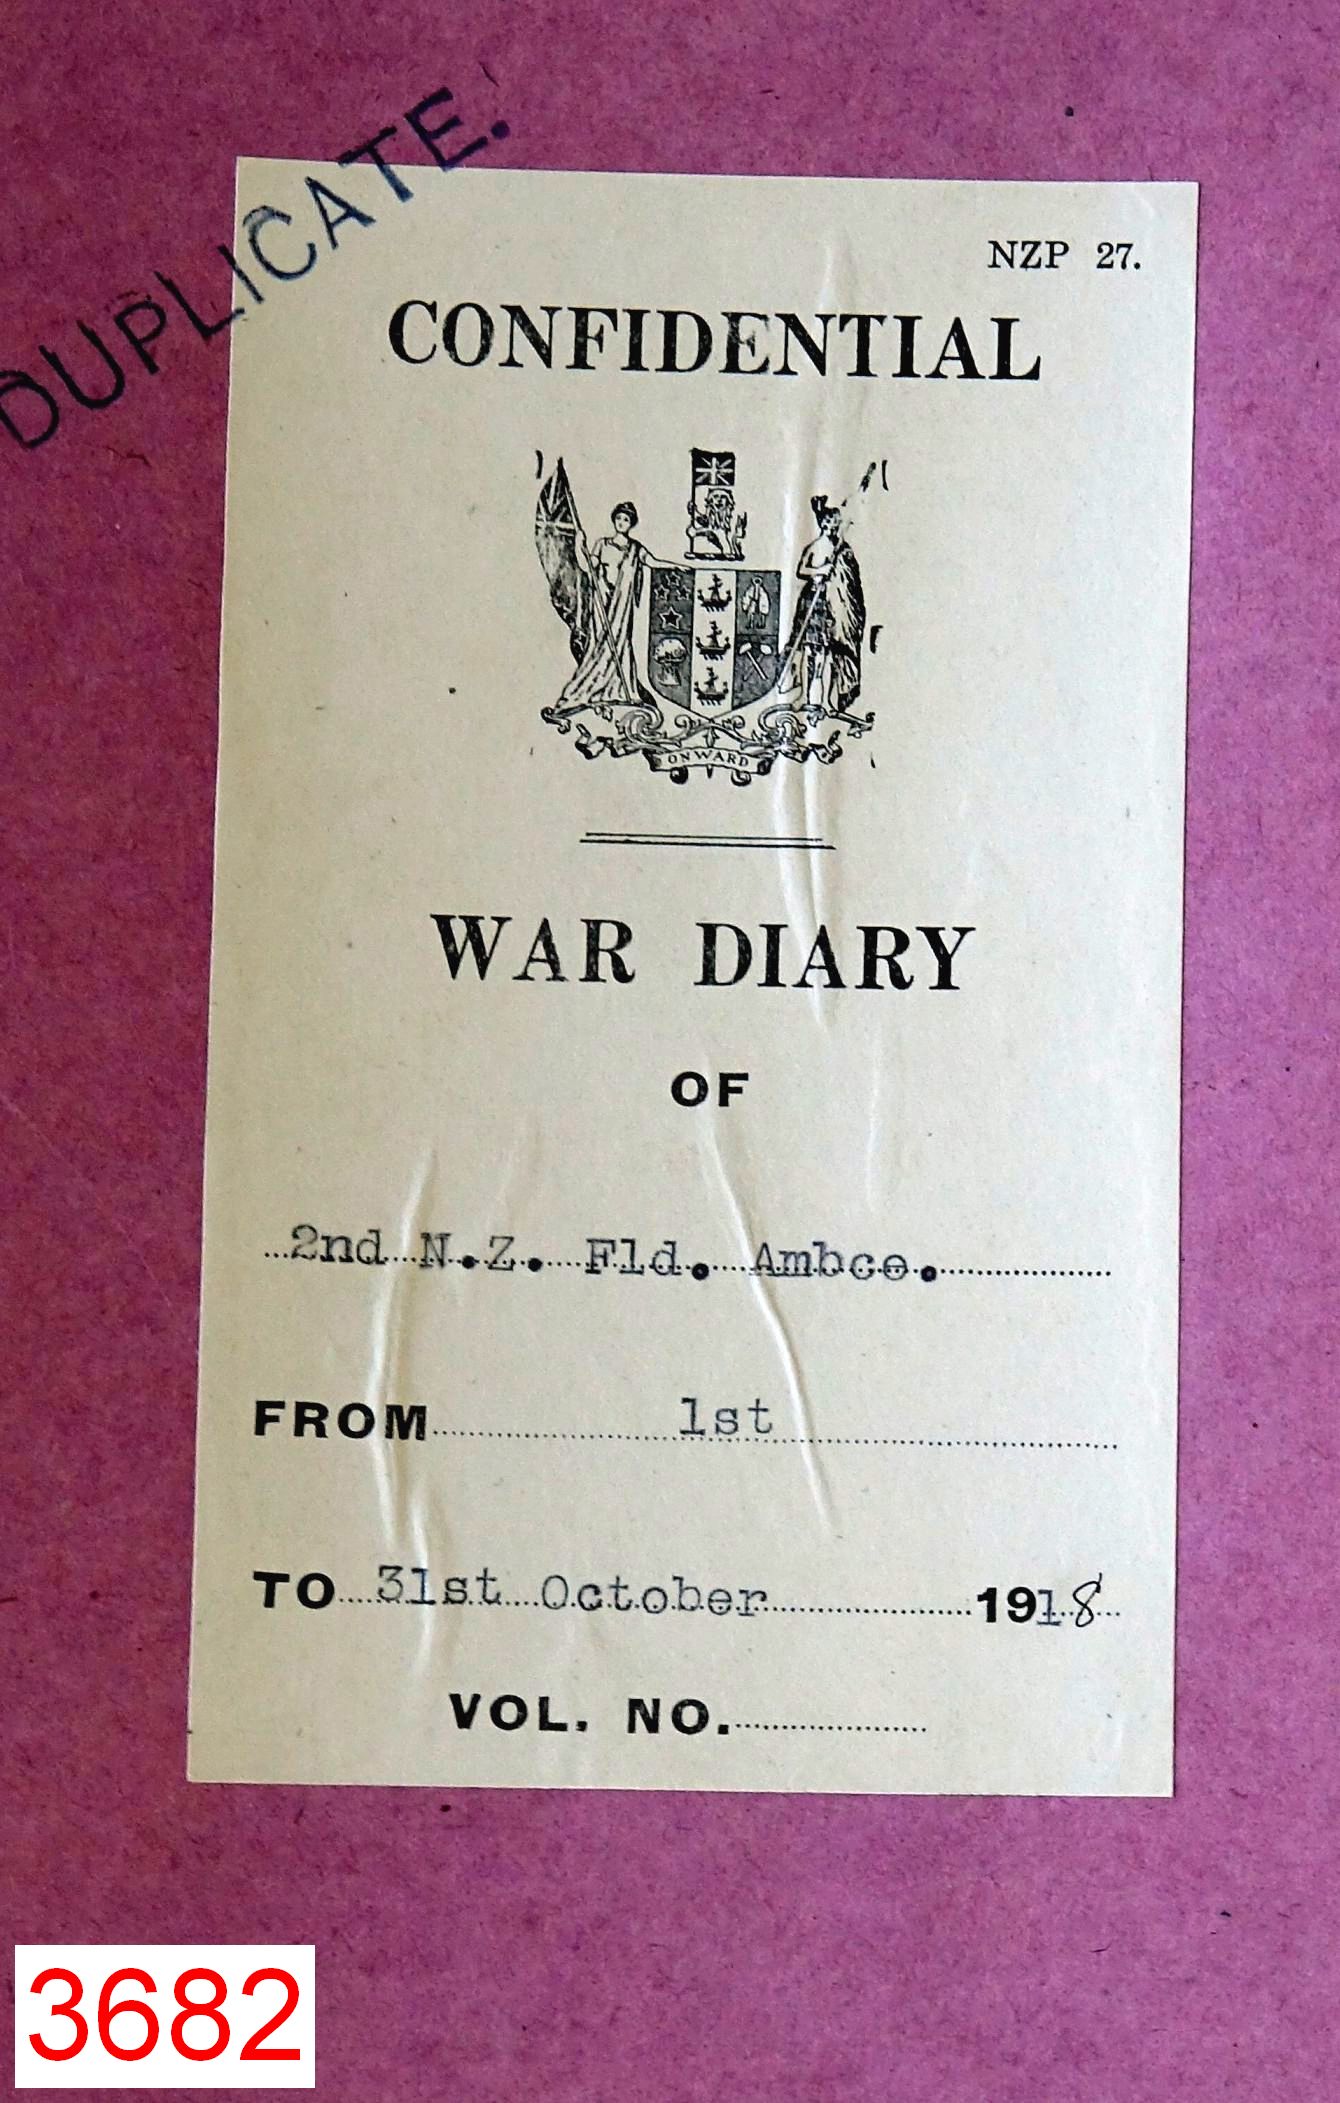 DUPLICATE.
NZP 27.
CONFIDENTIAL
ONWARD
WAR DIARY
OF
2nd N.Z. Fld. Ambce.
FROM 1st
TO 31st October 1918
VOL. NO.
3682